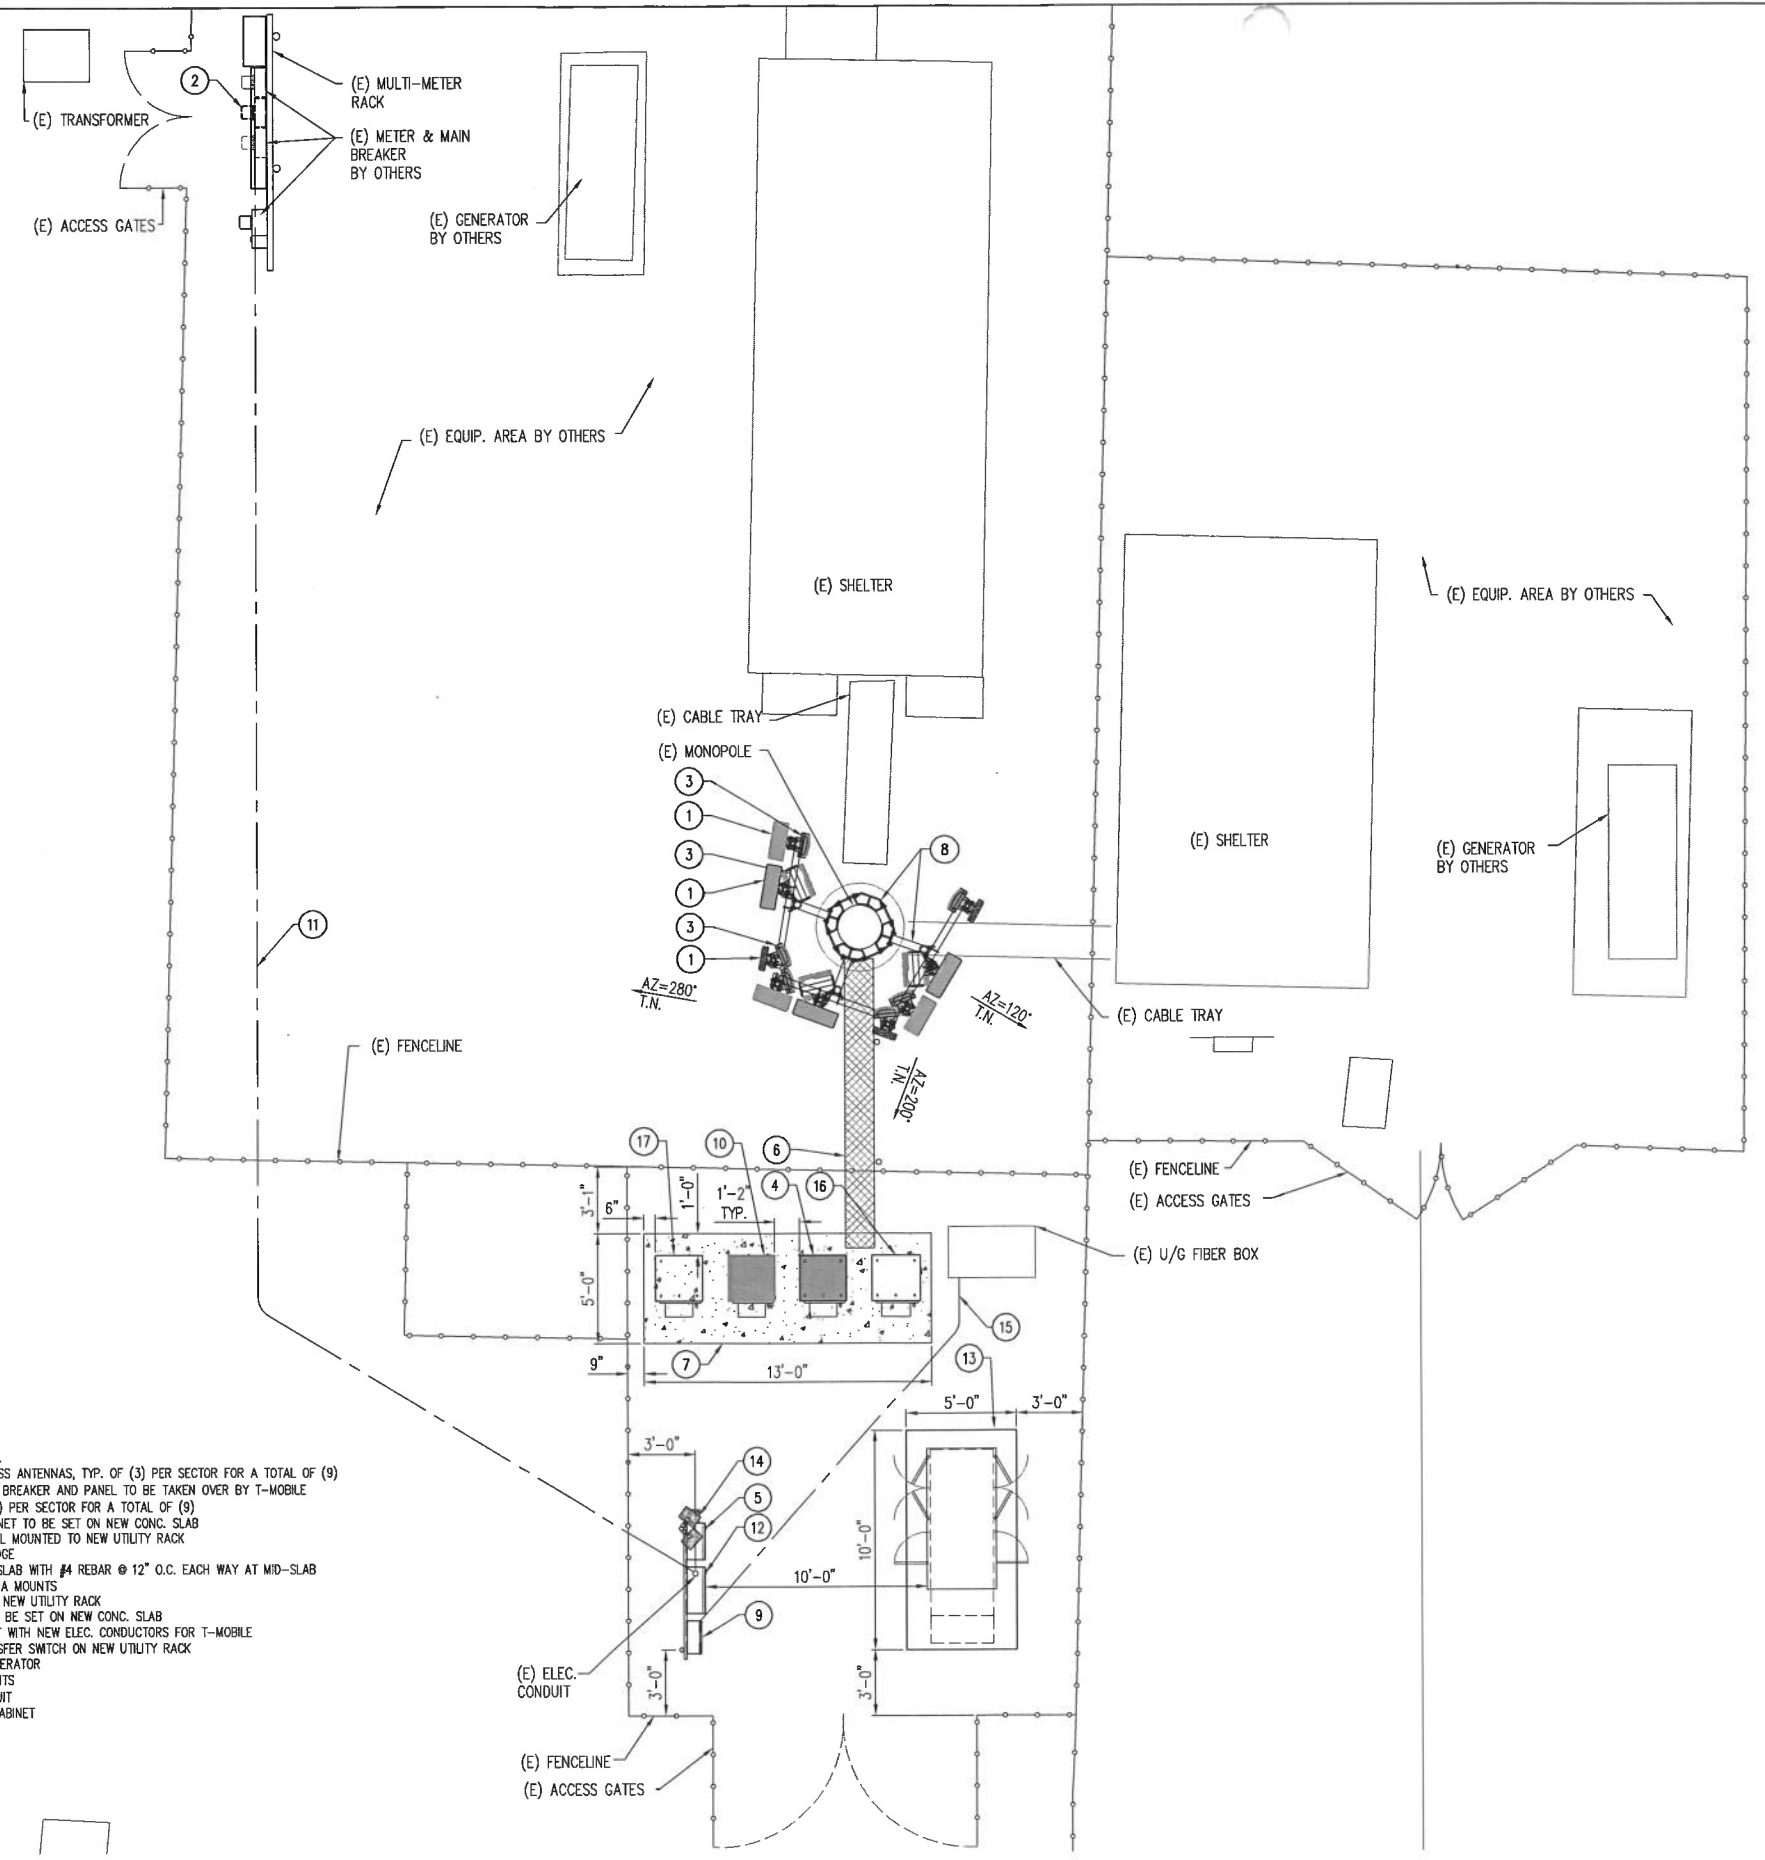 (E) TRANSFORMER
2
(E) MULTI-METER
RACK
(E) METER & MAIN
BREAKER
BY OTHERS
(E) ACCESS GATES
(E) GENERATOR
BY OTHERS
(E) EQUIP. AREA BY OTHERS
(E) SHELTER
(E) EQUIP. AREA BY OTHERS
(E) CABLE TRAY
(E) MONOPOLE
3
1
3
1
3
1
8
(E) SHELTER
(E) GENERATOR
BY OTHERS
11
AZ=280°
T.N.
AZ=120°
T.N.
AZ=200°
T.N.
(E) CABLE TRAY
(E) FENCELINE
17
10
6
4
16
(E) FENCELINE
(E) ACCESS GATES
3'-1"
6"
1'-0"
1'-2"
TYP.
(E) U/G FIBER BOX
5'-0"
15
9"
7
13'-0"
13
5'-0"
3'-0"
3'-0"
14
5
12
10'-0"
10'-0"
9
(E) ELEC.
CONDUIT
3'-0"
3'-0"
(E) FENCELINE
(E) ACCESS GATES
SS ANTENNAS, TYP. OF (3) PER SECTOR FOR A TOTAL OF (9)
BREAKER AND PANEL TO BE TAKEN OVER BY T-MOBILE
) PER SECTOR FOR A TOTAL OF (9)
NET TO BE SET ON NEW CONC. SLAB
L MOUNTED TO NEW UTILITY RACK
GE
SLAB WITH #4 REBAR @ 12" O.C. EACH WAY AT MID-SLAB
A MOUNTS
NEW UTILITY RACK
BE SET ON NEW CONC. SLAB
T WITH NEW ELEC. CONDUCTORS FOR T-MOBILE
SFER SWITCH ON NEW UTILITY RACK
ERATOR
ITS
UIT
ABINET